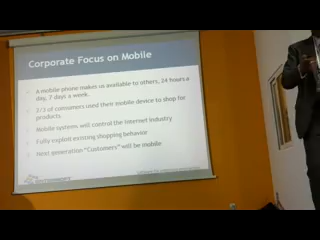 Corporate Focus on Mobile
A mobile phone makes us available to others, 24 hours a
day, 7 days a week.
2/3 of consumers used their mobile device to shop for
products.
Mobile systems will control the internet industry
Fully exploit existing shopping behavior
Next generation "Customers" will be mobile